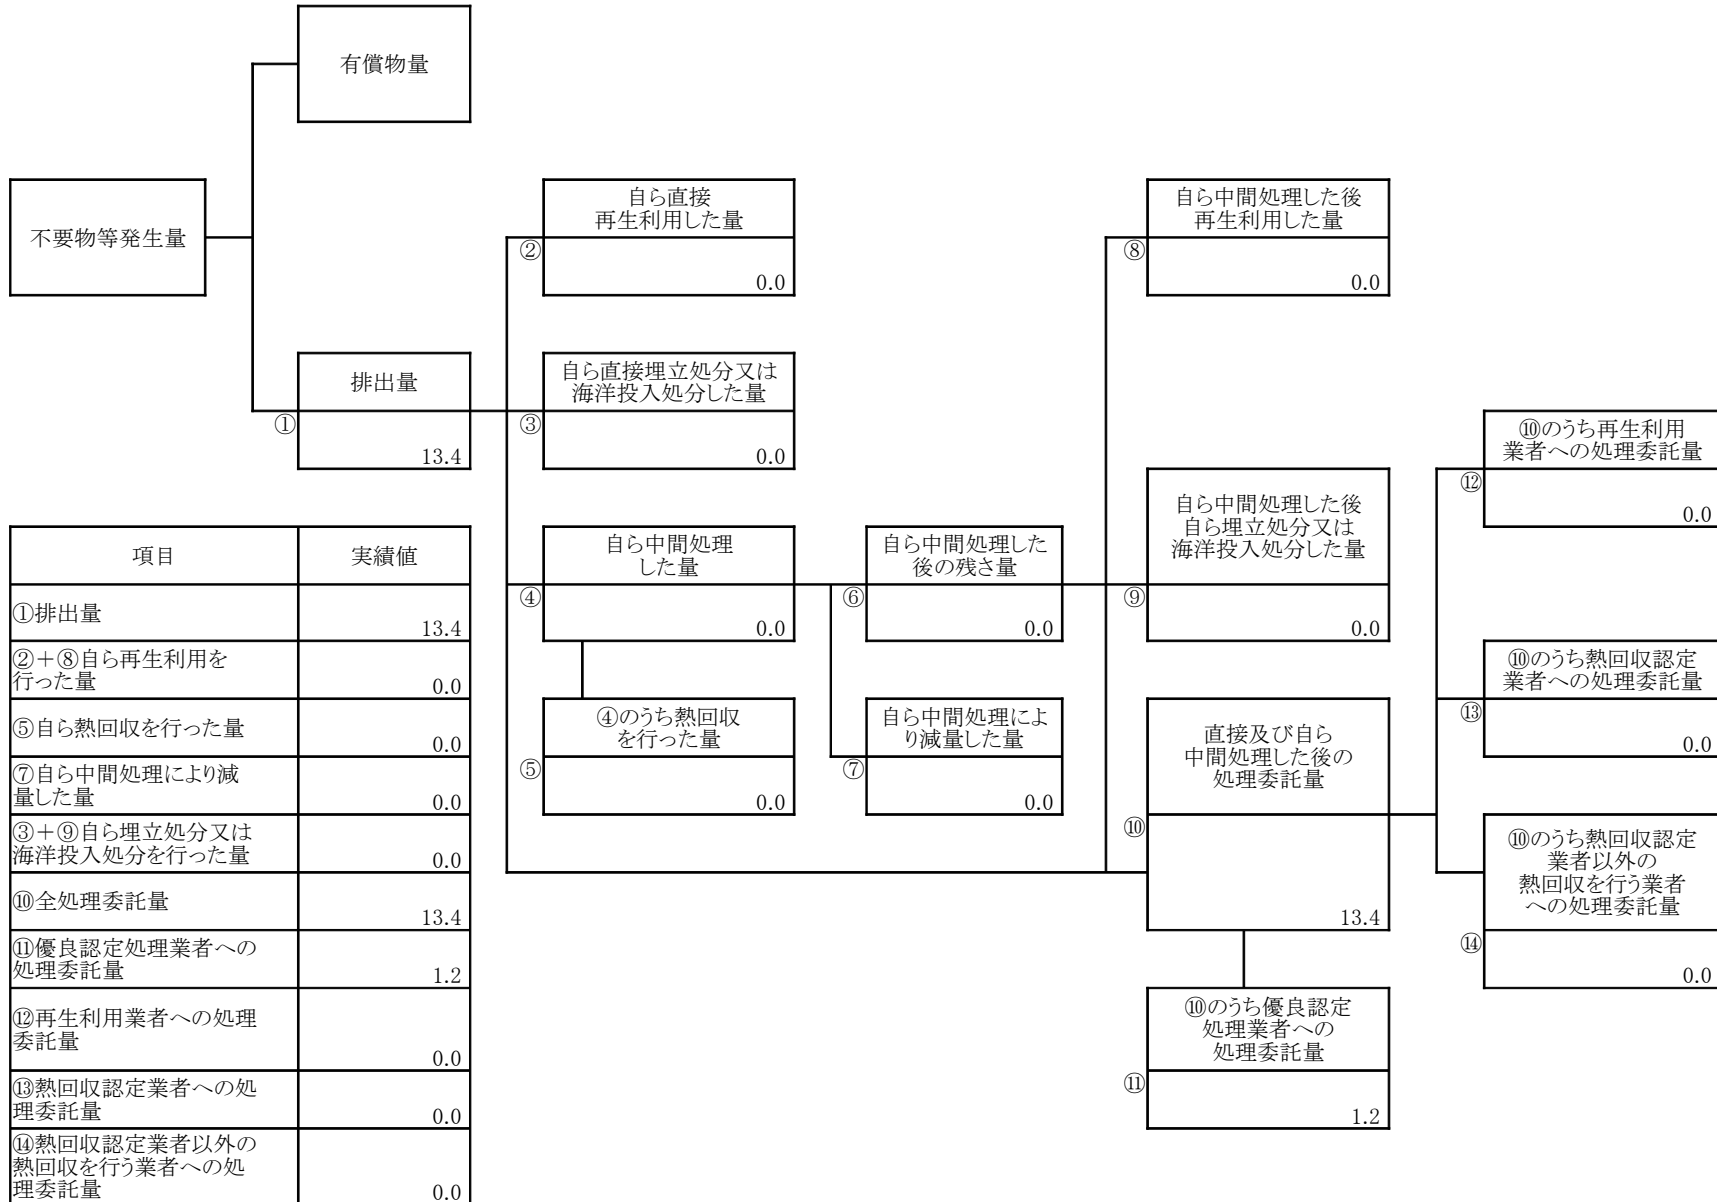 有償物量
不要物等発生量
自ら直接
再生利用した量
②
0.0
自ら中間処理した後
再生利用した量
⑧
0.0
排出量
①
13.4
自ら直接埋立処分又は
海洋投入処分した量
③
0.0
⑩のうち再生利用
業者への処理委託量
⑫
0.0
自ら中間処理
した量
④
0.0
自ら中間処理した
後の残さ量
⑥
0.0
自ら中間処理した後
自ら埋立処分又は
海洋投入処分した量
⑨
0.0
⑩のうち熱回収認定
業者への処理委託量
⑬
0.0
④のうち熱回収
を行った量
⑤
0.0
自ら中間処理によ
り減量した量
⑦
0.0
直接及び自ら
中間処理した後の
処理委託量
⑩
13.4
⑩のうち熱回収認定
業者以外の
熱回収を行う業者
への処理委託量
⑭
0.0
⑩のうち優良認定
処理業者への
処理委託量
⑪
1.2
項目 実績値
①排出量
13.4
②＋⑧自ら再生利用を
行った量
0.0
⑤自ら熱回収を行った量
0.0
⑦自ら中間処理により減
量した量
0.0
③＋⑨自ら埋立処分又は
海洋投入処分を行った量
0.0
⑩全処理委託量
13.4
⑪優良認定処理業者への
処理委託量
1.2
⑫再生利用業者への処理
委託量
0.0
⑬熱回収認定業者への処
理委託量
0.0
⑭熱回収認定業者以外の
熱回収を行う業者への処
理委託量
0.0